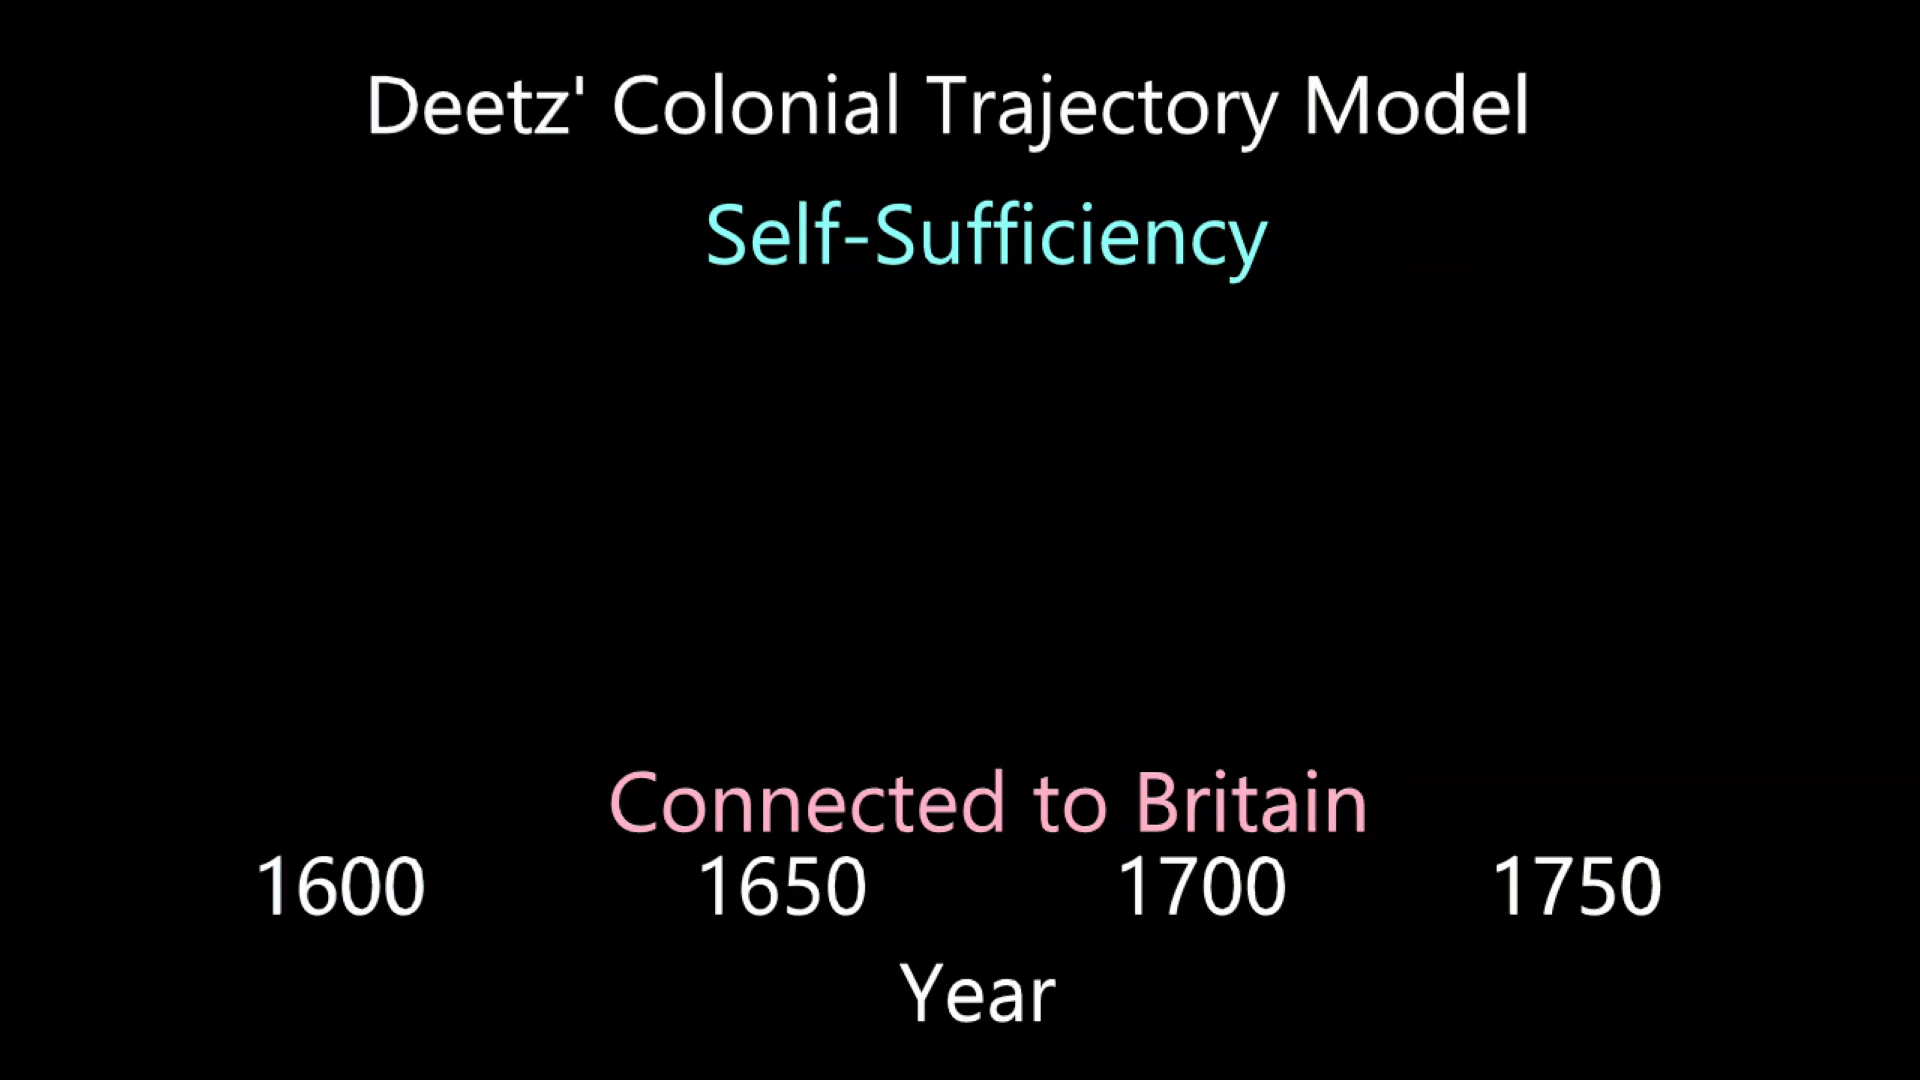 Deetz' Colonial Trajectory Model
Self-Sufficiency
Connected to Britain
1600 1650 1700 1750
Year